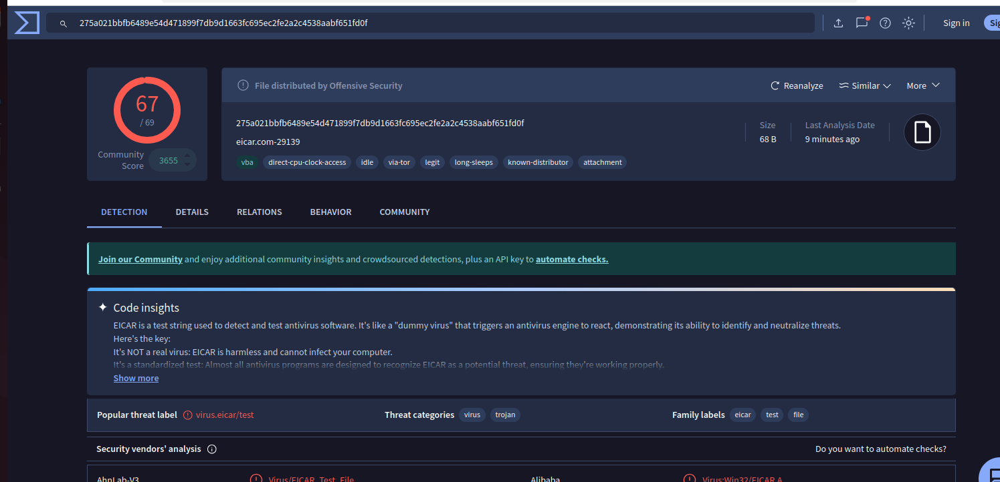 275a021bbfb6489e54d471899f7db9d1663fc695ec2fe2a2c4538aabf651fd0f
Sign in
67
/ 69
Community
Score
3655
File distributed by Offensive Security
Reanalyze
Similar
More
275a021bbfb6489e54d471899f7db9d1663fc695ec2fe2a2c4538aabf651fd0f
eicar.com-29139
Size
68 B
Last Analysis Date
9 minutes ago
vba direct-cpu-clock-access idle via-tor legit long-sleeps known-distributor attachment
DETECTION DETAILS RELATIONS BEHAVIOR COMMUNITY
Join our Community and enjoy additional community insights and crowdsourced detections, plus an API key to automate checks.
Code insights
EICAR is a test string used to detect and test antivirus software. It's like a "dummy virus" that triggers an antivirus engine to react, demonstrating its ability to identify and neutralize threats.
Here's the key:
It's NOT a real virus: EICAR is harmless and cannot infect your computer.
It's a standardized test: Almost all antivirus programs are designed to recognize EICAR as a potential threat, ensuring they're working properly.
Show more
Popular threat label virus.eicar/test Threat categories virus trojan Family labels eicar test file
Security vendors' analysis Do you want to automate checks?
AhnLab-V3 Virus/EICAR_Test_File Alibaba Virus:Win32/EICAR.A